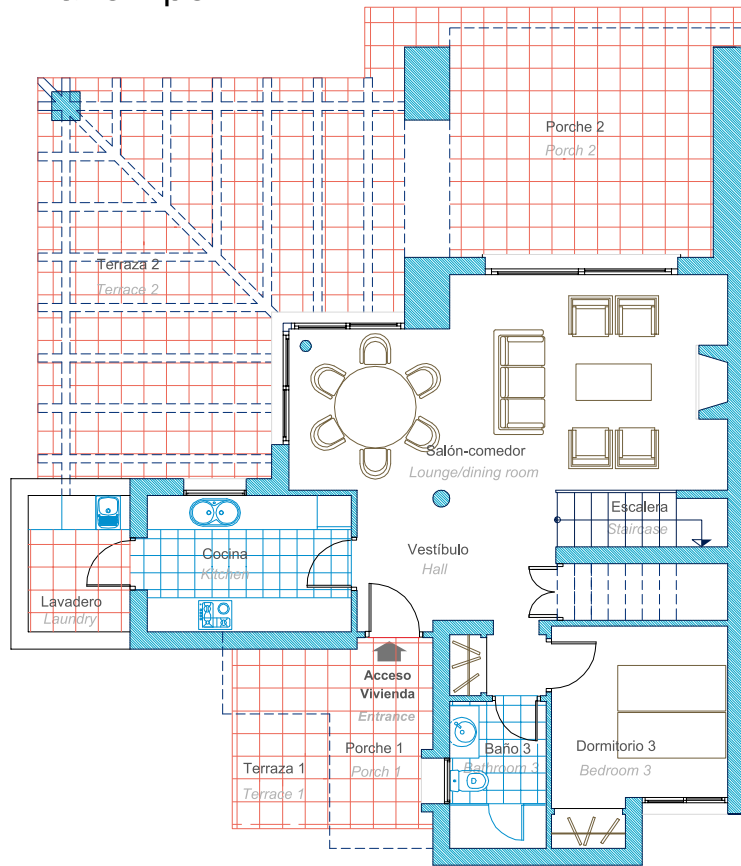 Porche 2
Porch 2
Terraza 2
Terrace 2
Salón-comedor
Lounge/dining room
Escalera
Staircase
Cocina
Kitchen
Vestíbulo
Hall
Lavadero
Laundry
Acceso
Vivienda
Entrance
Porche 1
Porch 1
Terraza 1
Terrace 1
Baño 3
Bathroom 3
Dormitorio 3
Bedroom 3